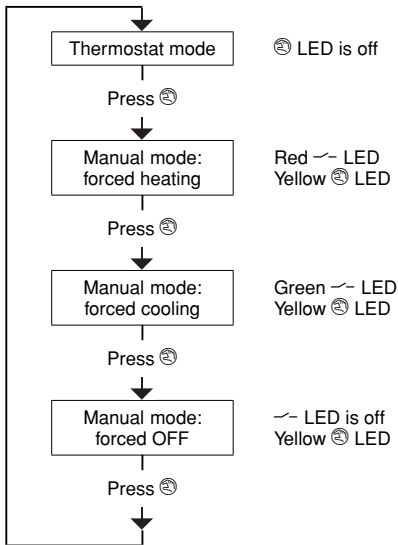 Thermostat mode
LED is off
Press
Manual mode:
forced heating
Red LED
Yellow LED
Press
Manual mode:
forced cooling
Green LED
Yellow LED
Press
Manual mode:
forced OFF
LED is off
Yellow LED
Press